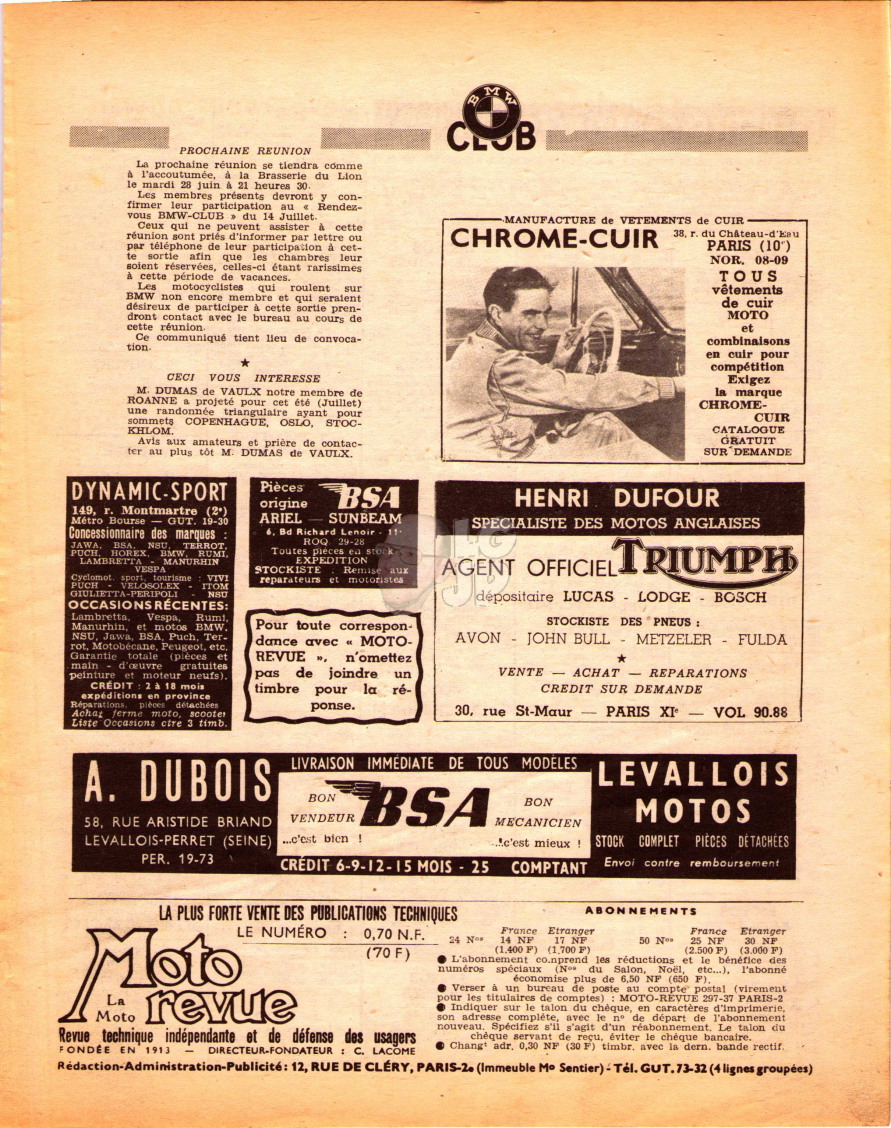 BMW
CLUB
PROCHAINE REUNION
La prochaine réunion se tiendra comme
à l'accoutumée, à la Brasserie du Lion
le mardi 28 juin à 21 heures 30.
Les membres présents devront y con-
firmer leur participation au « Rendez-
vous BMW-CLUB » du 14 Juillet.
Ceux qui ne peuvent assister à cette
réunion sont priés d'informer par lettre ou
par téléphone de leur participation à cet-
te sortie afin que les chambres leur
soient réservées, celles-ci étant rarissimes
à cette période de vacances.
Les motocyclistes qui roulent sur
BMW non encore membre et qui seraient
désireux de participer à cette sortie pren-
dront contact avec le bureau au cours de
cette réunion.
Ce communiqué tient lieu de convoca-
tion.
★
CECI VOUS INTERESSE
M. DUMAS de VAULX notre membre de
ROANNE a projeté pour cet été (Juillet)
une randonnée triangulaire ayant pour
sommets COPENHAGUE, OSLO, STOC-
KHLOM.
Avis aux amateurs et prière de contac-
ter au plus tôt M. DUMAS de VAULX.
MANUFACTURE de VETEMENTS de CUIR
CHROME-CUIR 38, r. du Château-d'Eau
PARIS (10e)
NOR. 08-09
TOUS
vêtements
de cuir
MOTO
et
combinaisons
en cuir pour
compétition
Exigez
la marque
CHROME-
CUIR
CATALOGUE
GRATUIT
SUR DEMANDE
DYNAMIC-SPORT
149, r. Montmartre (2e)
Métro Bourse — GUT. 19-30
Concessionnaire des marques :
JAWA, BSA, NSU, TERROT,
PUCH, HOREX, BMW, RUMI,
LAMBRETTA - MANURHIN
VESPA
Cyclomot. sport, tourisme : VIVI
PUCH - VELOSOLEX - ITOM
GIULIETTA-PERIPOLI NSU
OCCASIONS RÉCENTES:
Lambretta, Vespa, Rumi,
Manurhin, et motos BMW,
NSU, Jawa, BSA, Puch, Ter-
rot, Motobécane, Peugeot, etc.
Garantie totale (pièces et
main - d'œuvre gratuites
peinture et moteur neufs).
CRÉDIT : 2 à 18 mois
expéditions en province
Réparations, pièces détachées
Achat ferme moto, scooter
Liste Occasions ctre 3 timb.
Pièces
origine BSA
ARIEL — SUNBEAM
6, Bd Richard Lenoir - 11e
ROQ 29-28
Toutes pièces en stock
EXPEDITION
STOCKISTE : Remise aux
reparateurs et motoristes
Pour toute correspon-
dance avec « MOTO-
REVUE », n'omettez
pas de joindre un
timbre pour la ré-
ponse.
HENRI DUFOUR
SPECIALISTE DES MOTOS ANGLAISES
AGENT OFFICIEL TRIUMPH
dépositaire LUCAS - LODGE - BOSCH
STOCKISTE DES PNEUS :
AVON - JOHN BULL - METZELER - FULDA
★
VENTE — ACHAT — REPARATIONS
CREDIT SUR DEMANDE
30, rue St-Maur — PARIS XIe — VOL 90.88
A. DUBOIS
58, RUE ARISTIDE BRIAND
LEVALLOIS-PERRET (SEINE)
PER. 19-73
LIVRAISON IMMÉDIATE DE TOUS MODÈLES
BON
VENDEUR
...c'est bien !
BSA
BON
MECANICIEN
...c'est mieux !
CRÉDIT 6-9-12-15 MOIS - 25 COMPTANT
LEVALLOIS
MOTOS
STOCK COMPLET PIÈCES DÉTACHÉES
Envoi contre remboursement
LA PLUS FORTE VENTE DES PUBLICATIONS TECHNIQUES
LE NUMÉRO : 0,70 N.F.
(70 F)
Moto
revue
La
Moto
Revue technique indépendante et de défense des usagers
FONDÉE EN 1913 — DIRECTEUR-FONDATEUR : C. LACOME
ABONNEMENTS
France Etranger France Etranger
24 Nos 14 NF 17 NF 50 Nos 25 NF 30 NF
(1.400 F) (1.700 F) (2.500 F) (3.000 F)
● L'abonnement comprend les réductions et le bénéfice des
numéros spéciaux (Nos du Salon, Noël, etc...), l'abonné
économise plus de 6,50 NF (650 F).
● Verser à un bureau de poste au compte postal (virement
pour les titulaires de comptes) : MOTO-REVUE 297-37 PARIS-2
● Indiquer sur le talon du chèque, en caractères d'imprimerie,
son adresse complète, avec le n° de départ de l'abonnement
nouveau. Spécifiez s'il s'agit d'un réabonnement. Le talon du
chèque servant de reçu, éviter le chèque bancaire.
● Changt adr. 0,30 NF (30 F) timbr. avec la dern. bande rectif.
Rédaction-Administration-Publicité : 12, RUE DE CLÉRY, PARIS-2e (Immeuble Mo Sentier) - Tél. GUT. 73-32 (4 lignes groupées)